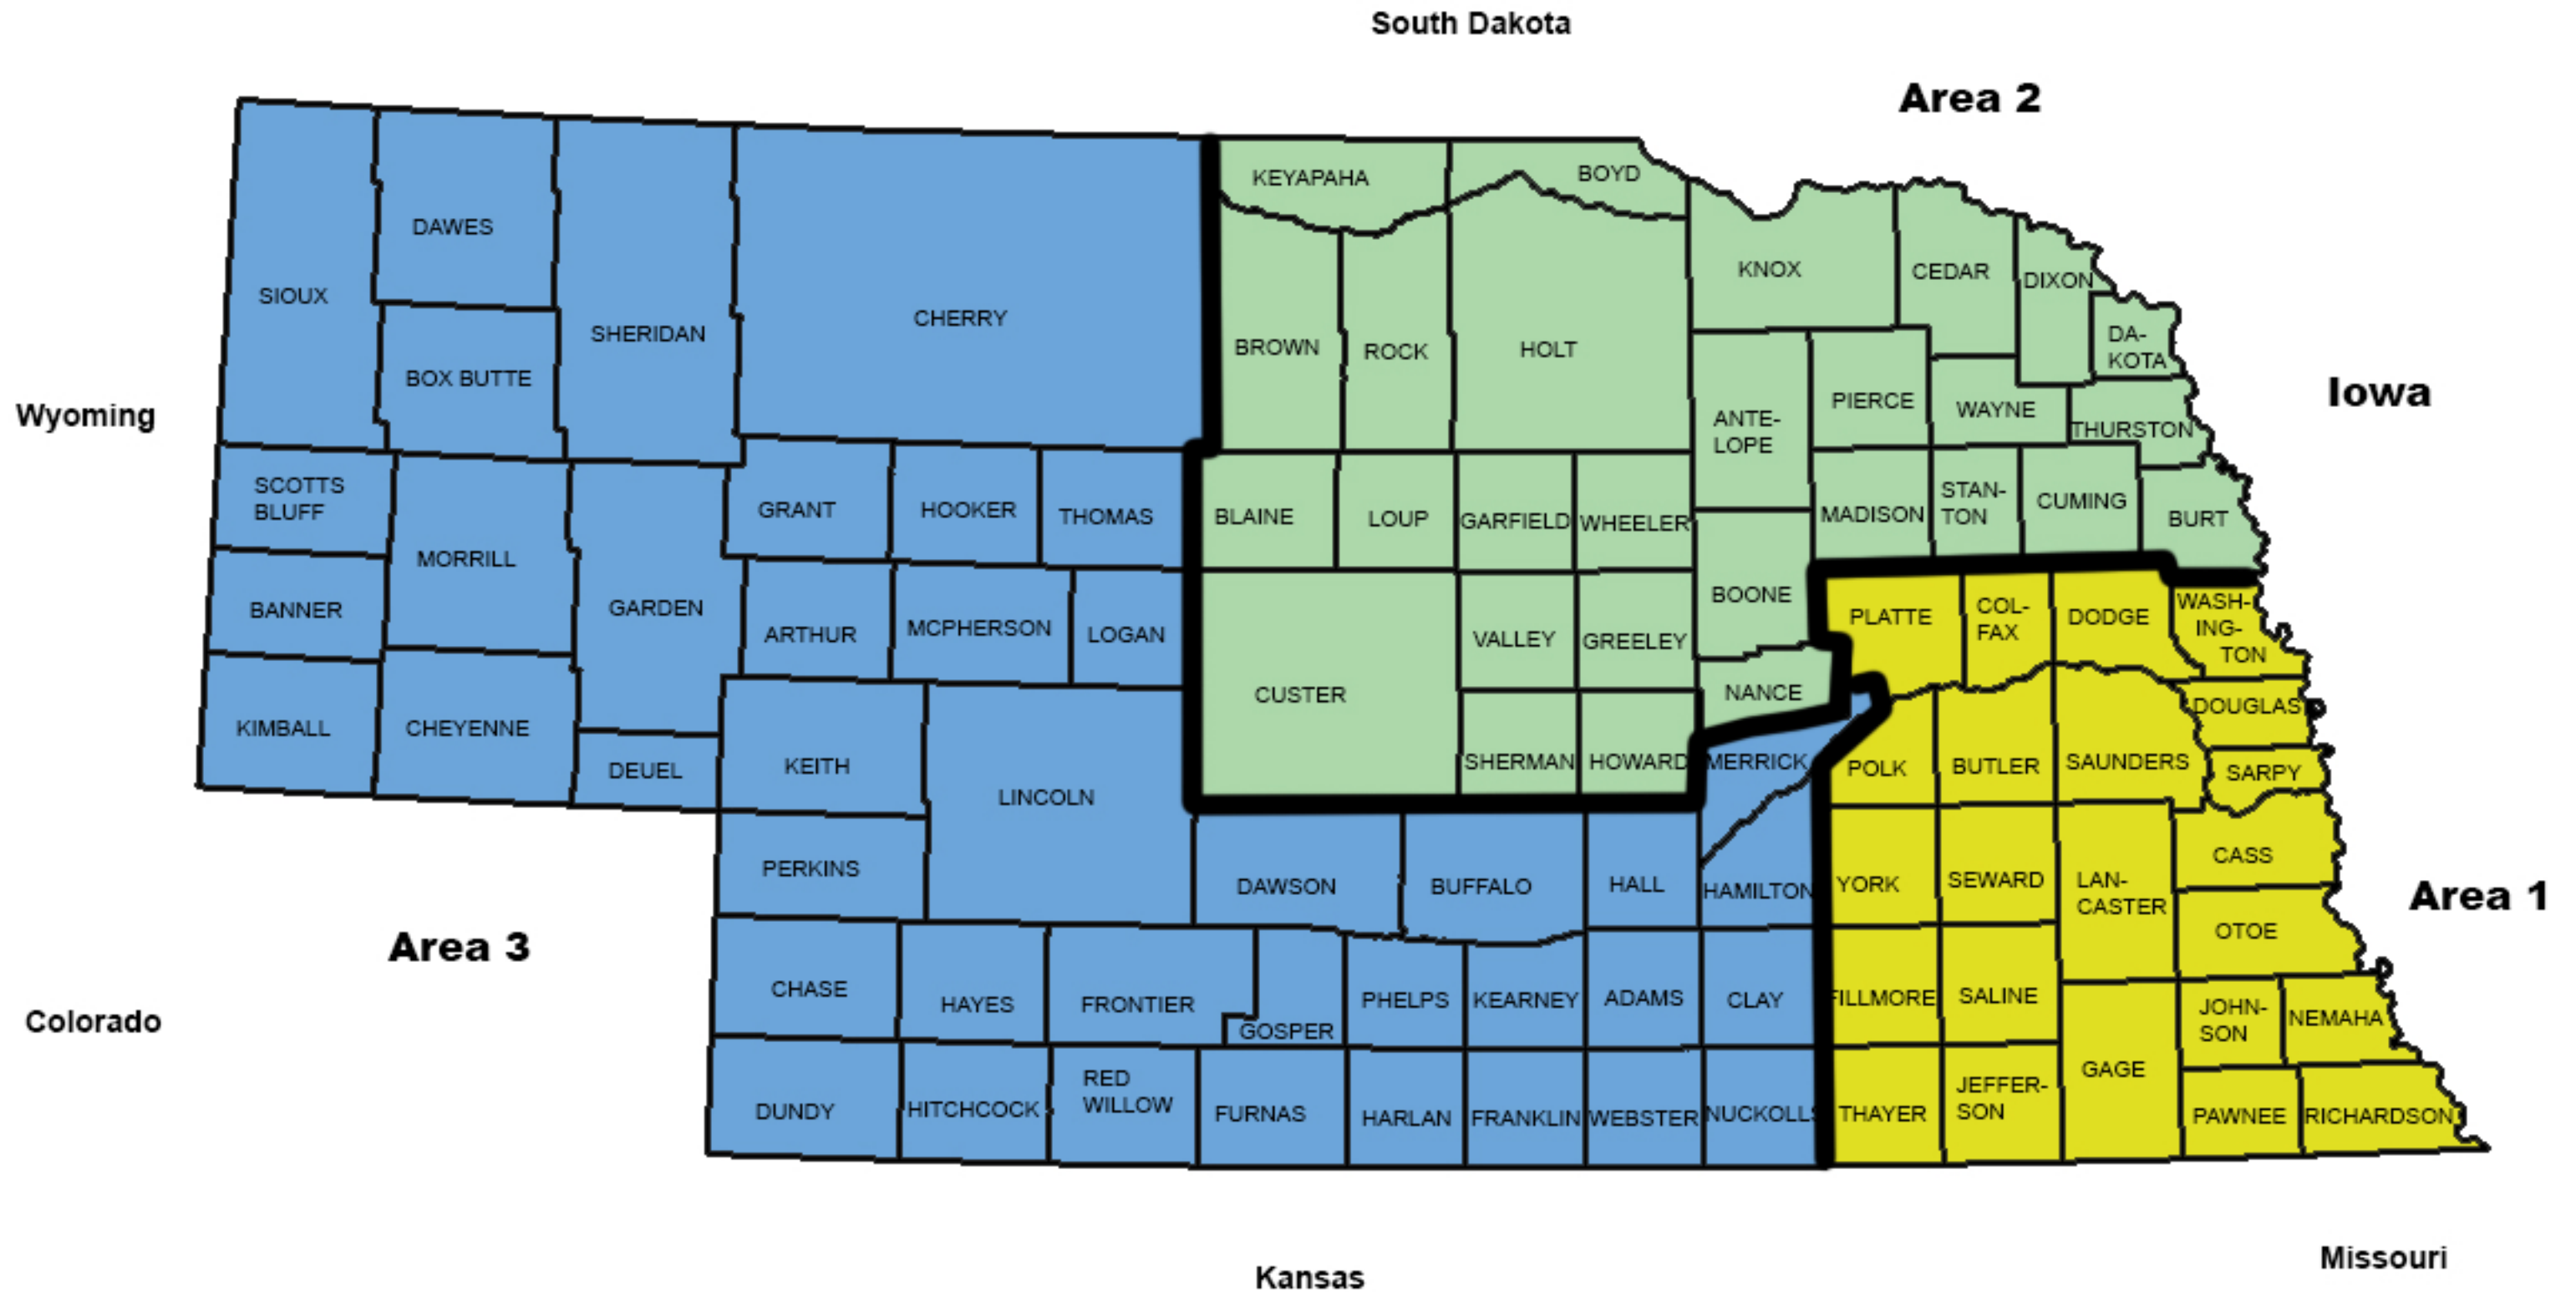 South Dakota
Area 2
KEYAPAHA
BOYD
DAWES
KNOX
CEDAR
DIXON
SIOUX
CHERRY
SHERIDAN
BROWN
ROCK
HOLT
DA-
KOTA
BOX BUTTE
Wyoming
Iowa
PIERCE
WAYNE
ANTE-
LOPE
THURSTON
SCOTTS
BLUFF
GRANT
HOOKER
THOMAS
BLAINE
LOUP
GARFIELD
WHEELER
MADISON
STAN-
TON
CUMING
BURT
MORRILL
BANNER
GARDEN
ARTHUR
MCPHERSON
LOGAN
BOONE
PLATTE
COL-
FAX
DODGE
WASH-
ING-
TON
VALLEY
GREELEY
CUSTER
NANCE
KIMBALL
CHEYENNE
DOUGLAS
DEUEL
KEITH
LINCOLN
SHERMAN
HOWARD
MERRICK
POLK
BUTLER
SAUNDERS
SARPY
PERKINS
DAWSON
BUFFALO
HALL
HAMILTON
YORK
SEWARD
LAN-
CASTER
CASS
Area 1
OTOE
Area 3
CHASE
HAYES
FRONTIER
GOSPER
PHELPS
KEARNEY
ADAMS
CLAY
FILLMORE
SALINE
JOHN-
SON
NEMAHA
Colorado
DUNDY
HITCHCOCK
RED
WILLOW
FURNAS
HARLAN
FRANKLIN
WEBSTER
NUCKOLLS
THAYER
JEFFER-
SON
GAGE
PAWNEE
RICHARDSON
Kansas
Missouri